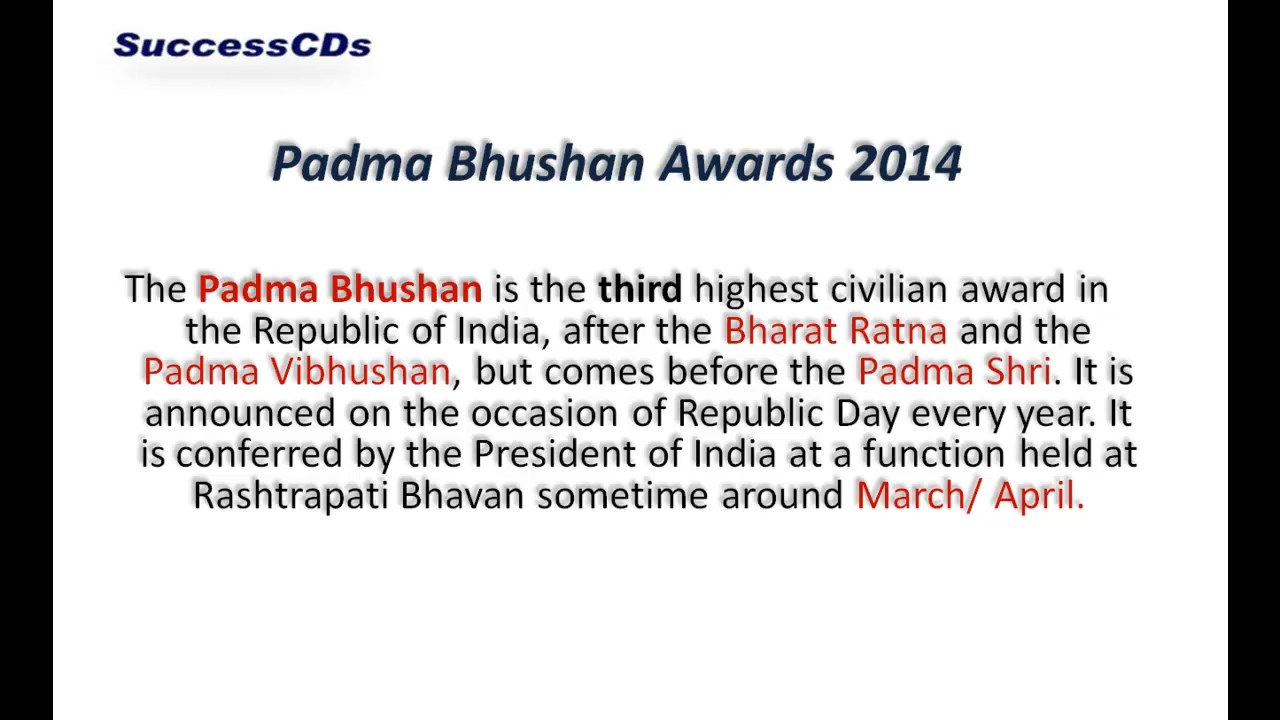 SuccessCDs
Padma Bhushan Awards 2014
The Padma Bhushan is the third highest civilian award in
the Republic of India, after the Bharat Ratna and the
Padma Vibhushan, but comes before the Padma Shri. It is
announced on the occasion of Republic Day every year. It
is conferred by the President of India at a function held at
Rashtrapati Bhavan sometime around March/ April.